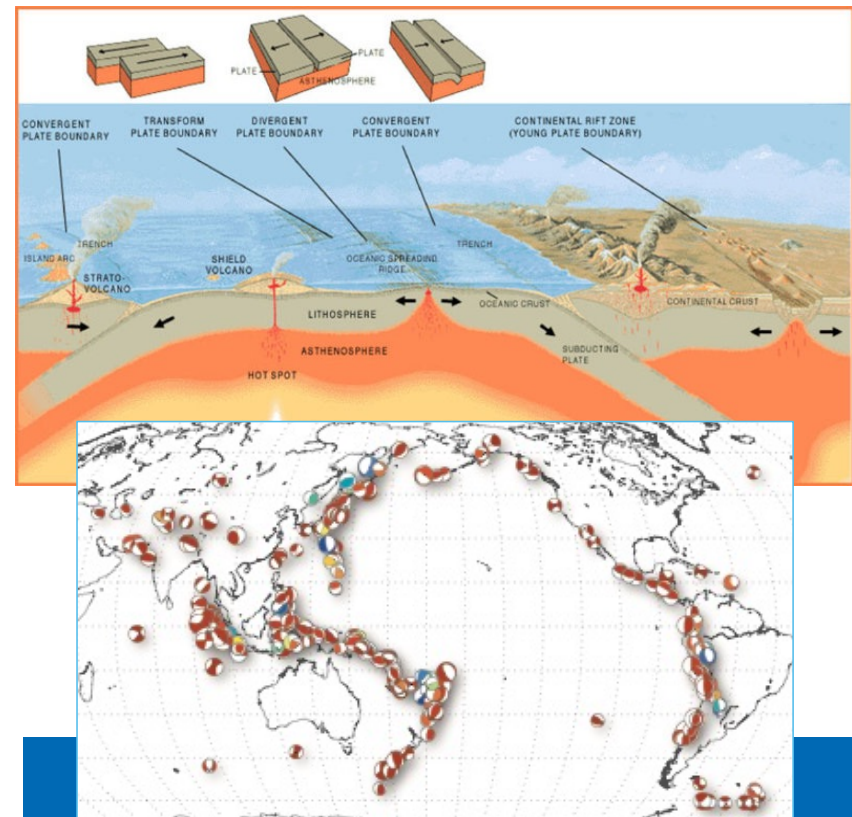 PLATE
PLATE
ASTHENOSPHERE
CONVERGENT
PLATE BOUNDARY
TRANSFORM
PLATE BOUNDARY
DIVERGENT
PLATE BOUNDARY
CONVERGENT
PLATE BOUNDARY
CONTINENTAL RIFT ZONE
(YOUNG PLATE BOUNDARY)
TRENCH
ISLAND ARC
STRATO-
VOLCANO
SHIELD
VOLCANO
OCEANIC SPREADING
RIDGE
TRENCH
OCEANIC CRUST
CONTINENTAL CRUST
LITHOSPHERE
ASTHENOSPHERE
SUBDUCTING
PLATE
HOT SPOT